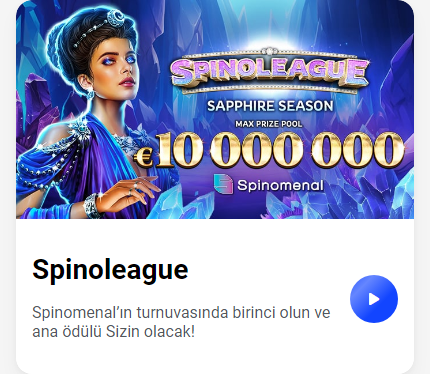 SPINOLEAGUE
SAPPHIRE SEASON
MAX PRIZE POOL
€10 000 000
Spinomenal
Spinoleague
Spinomenal’ın turnuvasında birinci olun ve
ana ödülü Sizin olacak!